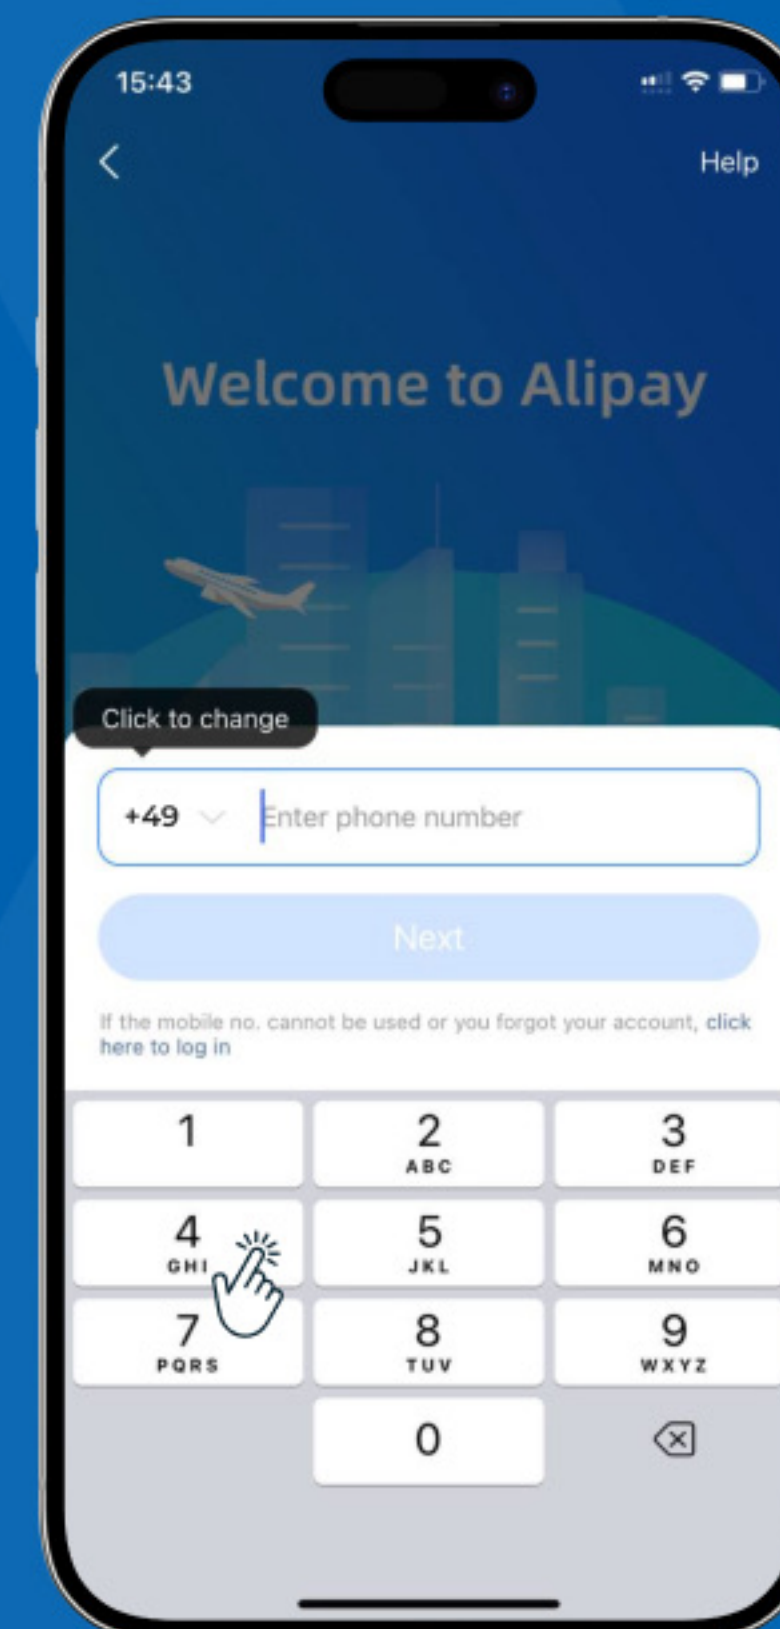 15:43
Help
Welcome to Alipay
Click to change
+49
Enter phone number
Next
If the mobile no. cannot be used or you forgot your account, click
here to log in
1
2
3
ABC
DEF
4
5
6
GHI
JKL
MNO
7
8
9
PQRS
TUV
WXYZ
0